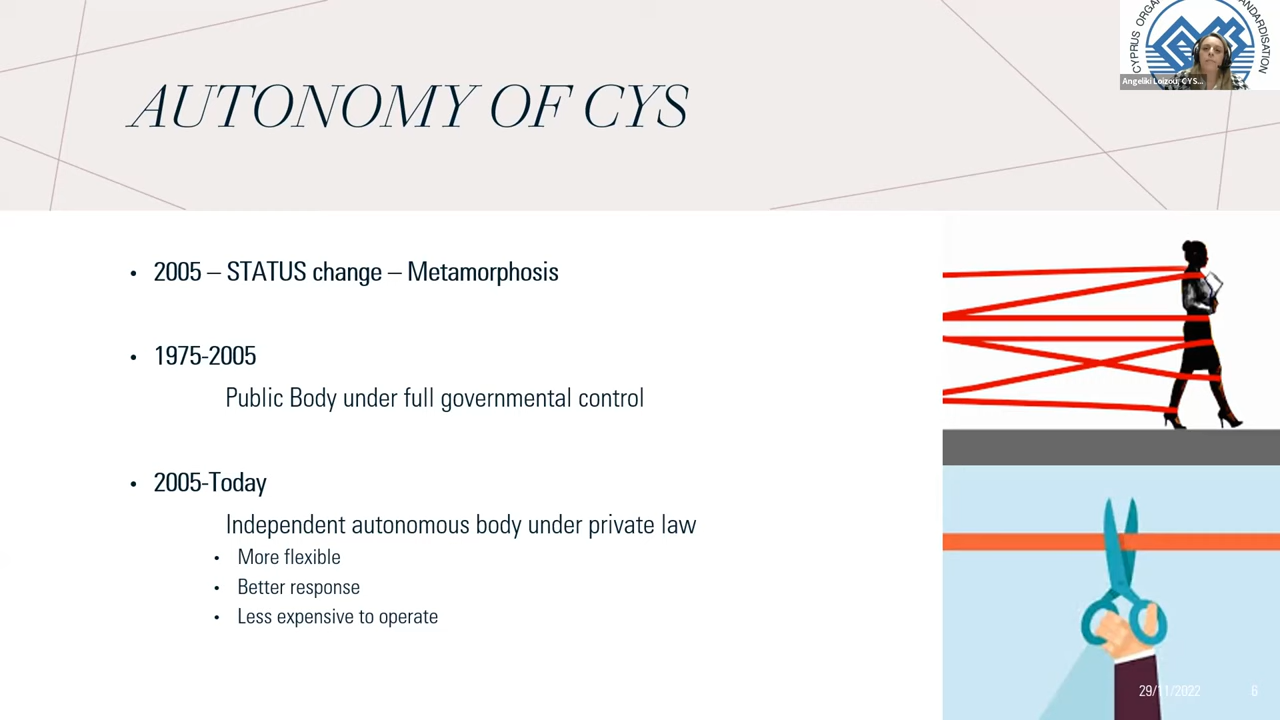 CYPRUS ORGA
ANDARDISATION
CYS
Angeliki Loizou, CYS...
AUTONOMY OF CYS
• 2005 – STATUS change – Metamorphosis
• 1975-2005
Public Body under full governmental control
• 2005-Today
Independent autonomous body under private law
• More flexible
• Better response
• Less expensive to operate
29/11/2022
6